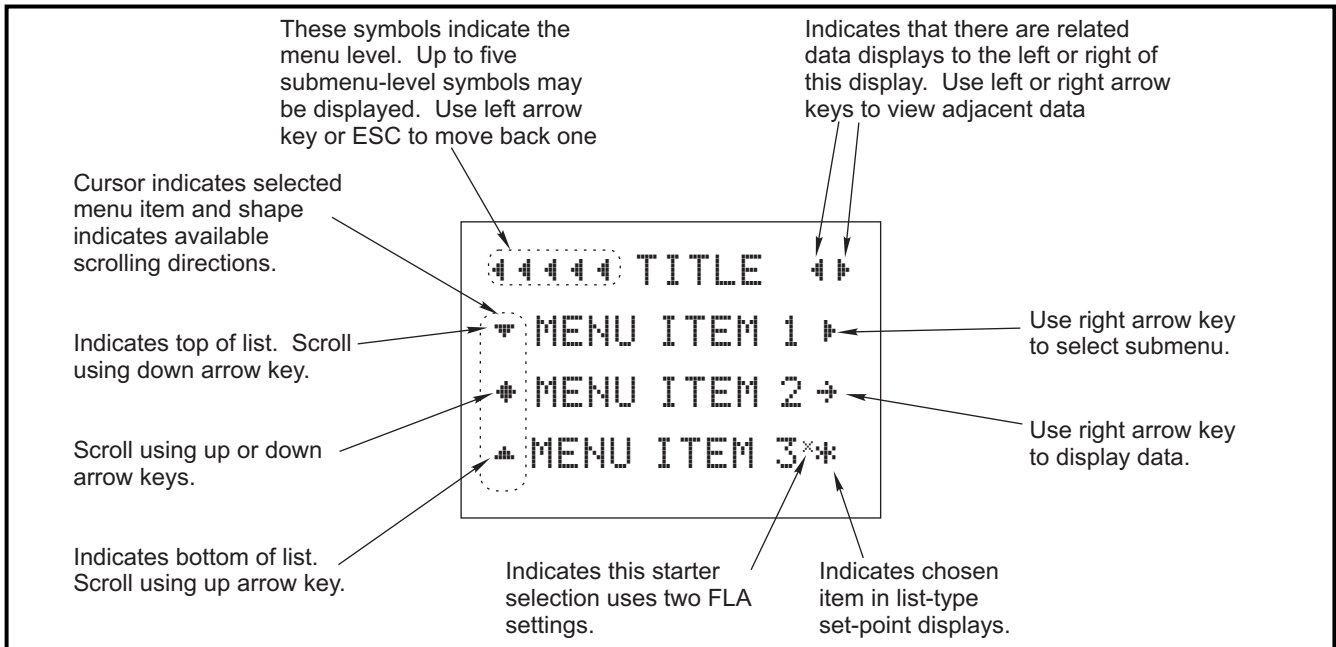 These symbols indicate the
menu level.  Up to five
submenu-level symbols may
be displayed.  Use left arrow
key or ESC to move back one
Indicates that there are related
data displays to the left or right of
this display.  Use left or right arrow
keys to view adjacent data
Cursor indicates selected
menu item and shape
indicates available
scrolling directions.
Indicates top of list.  Scroll
using down arrow key.
Scroll using up or down
arrow keys.
Indicates bottom of list.
Scroll using up arrow key.
TITLE
MENU ITEM 1
MENU ITEM 2
MENU ITEM 3×*
Use right arrow key
to select submenu.
Use right arrow key
to display data.
Indicates this starter
selection uses two FLA
settings.
Indicates chosen
item in list-type
set-point displays.